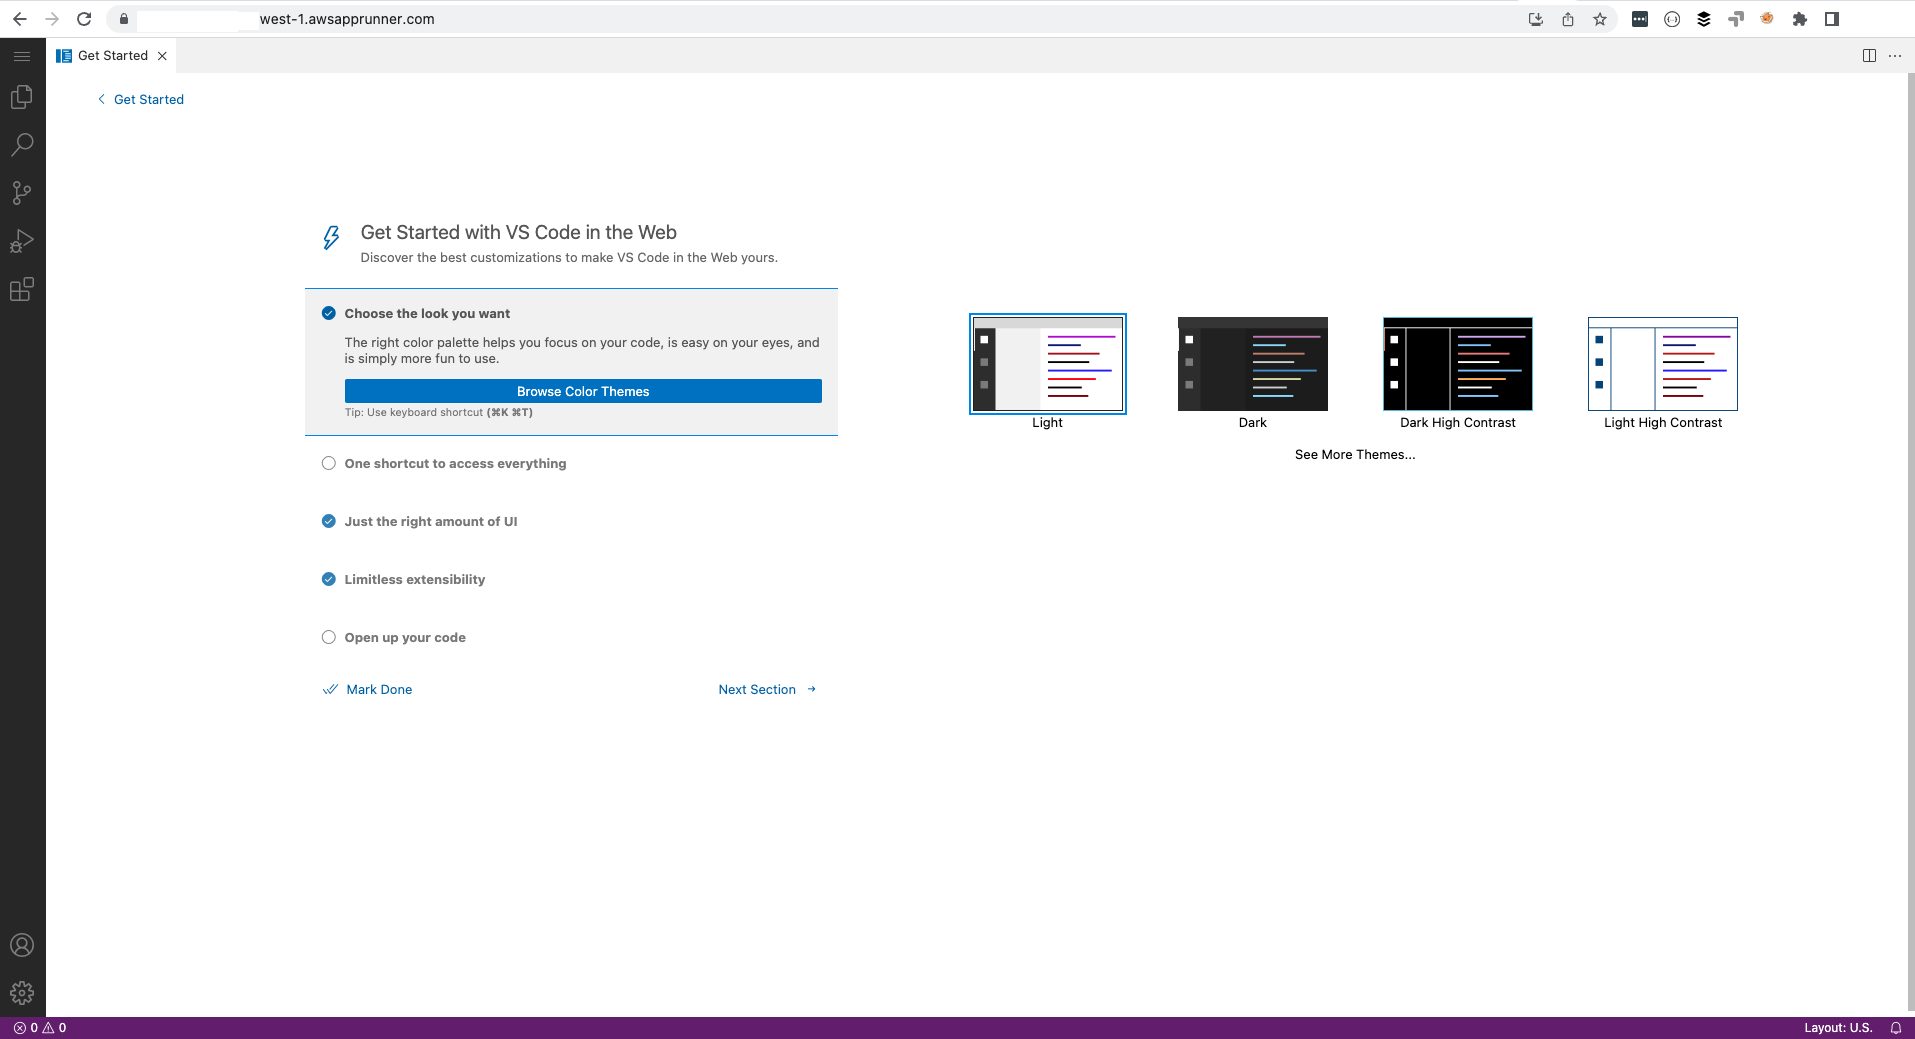 west-1.awsapprunner.com
Get Started
Get Started
Get Started with VS Code in the Web
Discover the best customizations to make VS Code in the Web yours.
Choose the look you want
The right color palette helps you focus on your code, is easy on your eyes, and
is simply more fun to use.
Browse Color Themes
Tip: Use keyboard shortcut (⌘K ⌘T)
One shortcut to access everything
Just the right amount of UI
Limitless extensibility
Open up your code
Mark Done
Next Section
Light
Dark
Dark High Contrast
Light High Contrast
See More Themes...
0
0
Layout: U.S.